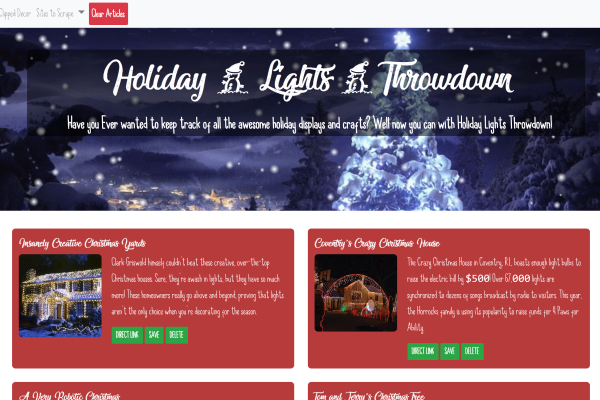 Clipped Decor Sites to Scrape Clear Articles
Holiday Lights Throwdown
Have you Ever wanted to keep track of all the awesome holiday displays and crafts? Well now you can with Holiday Lights Throwdown!
Insanely Creative Christmas Yards
Clark Griswold himself couldn't beat these creative, over-the-top
Christmas houses. Sure, they're awash in lights, but they have so much
more! These homeowners really go above and beyond, proving that lights
aren't the only choice when you're decorating for the season.
DIRECT LINK SAVE DELETE
Coventry's Crazy Christmas House
The Crazy Christmas House in Coventry, R.I. boasts enough light bulbs to
raise the electric bill by $500! Over 67,000 lights are
synchronized to dozens of songs broadcast by radio to visitors. This year,
the Horrocks family is using its popularity to raise funds for 4 Paws for
Ability.
DIRECT LINK SAVE DELETE
A Very Robotic Christmas
Tom and Jerry's Christmas Tree